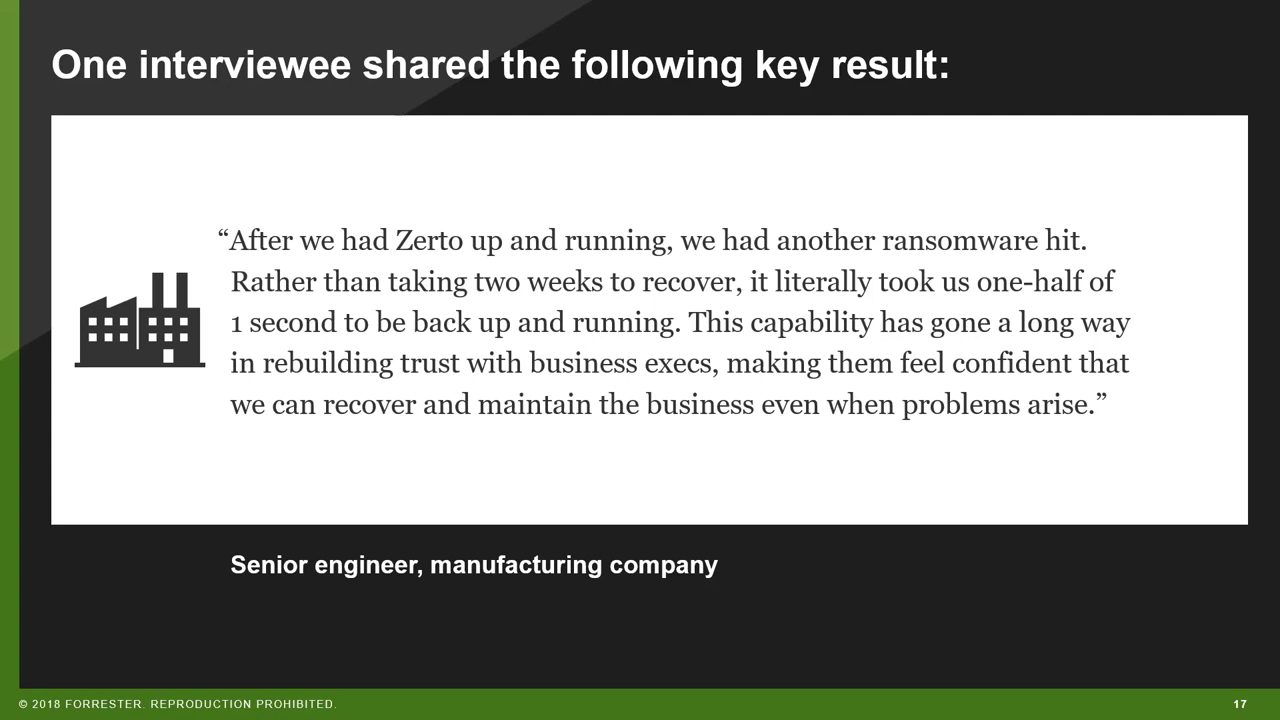 One interviewee shared the following key result:
“After we had Zerto up and running, we had another ransomware hit.
Rather than taking two weeks to recover, it literally took us one-half of
1 second to be back up and running. This capability has gone a long way
in rebuilding trust with business execs, making them feel confident that
we can recover and maintain the business even when problems arise.”
Senior engineer, manufacturing company
© 2018 FORRESTER. REPRODUCTION PROHIBITED.
17